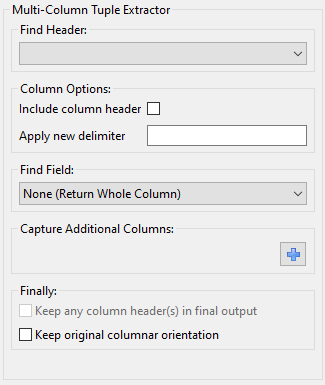 Multi-Column Tuple Extractor
Find Header:
Column Options:
Include column header
Apply new delimiter
Find Field:
None (Return Whole Column)
Capture Additional Columns:
Finally:
Keep any column header(s) in final output
Keep original columnar orientation